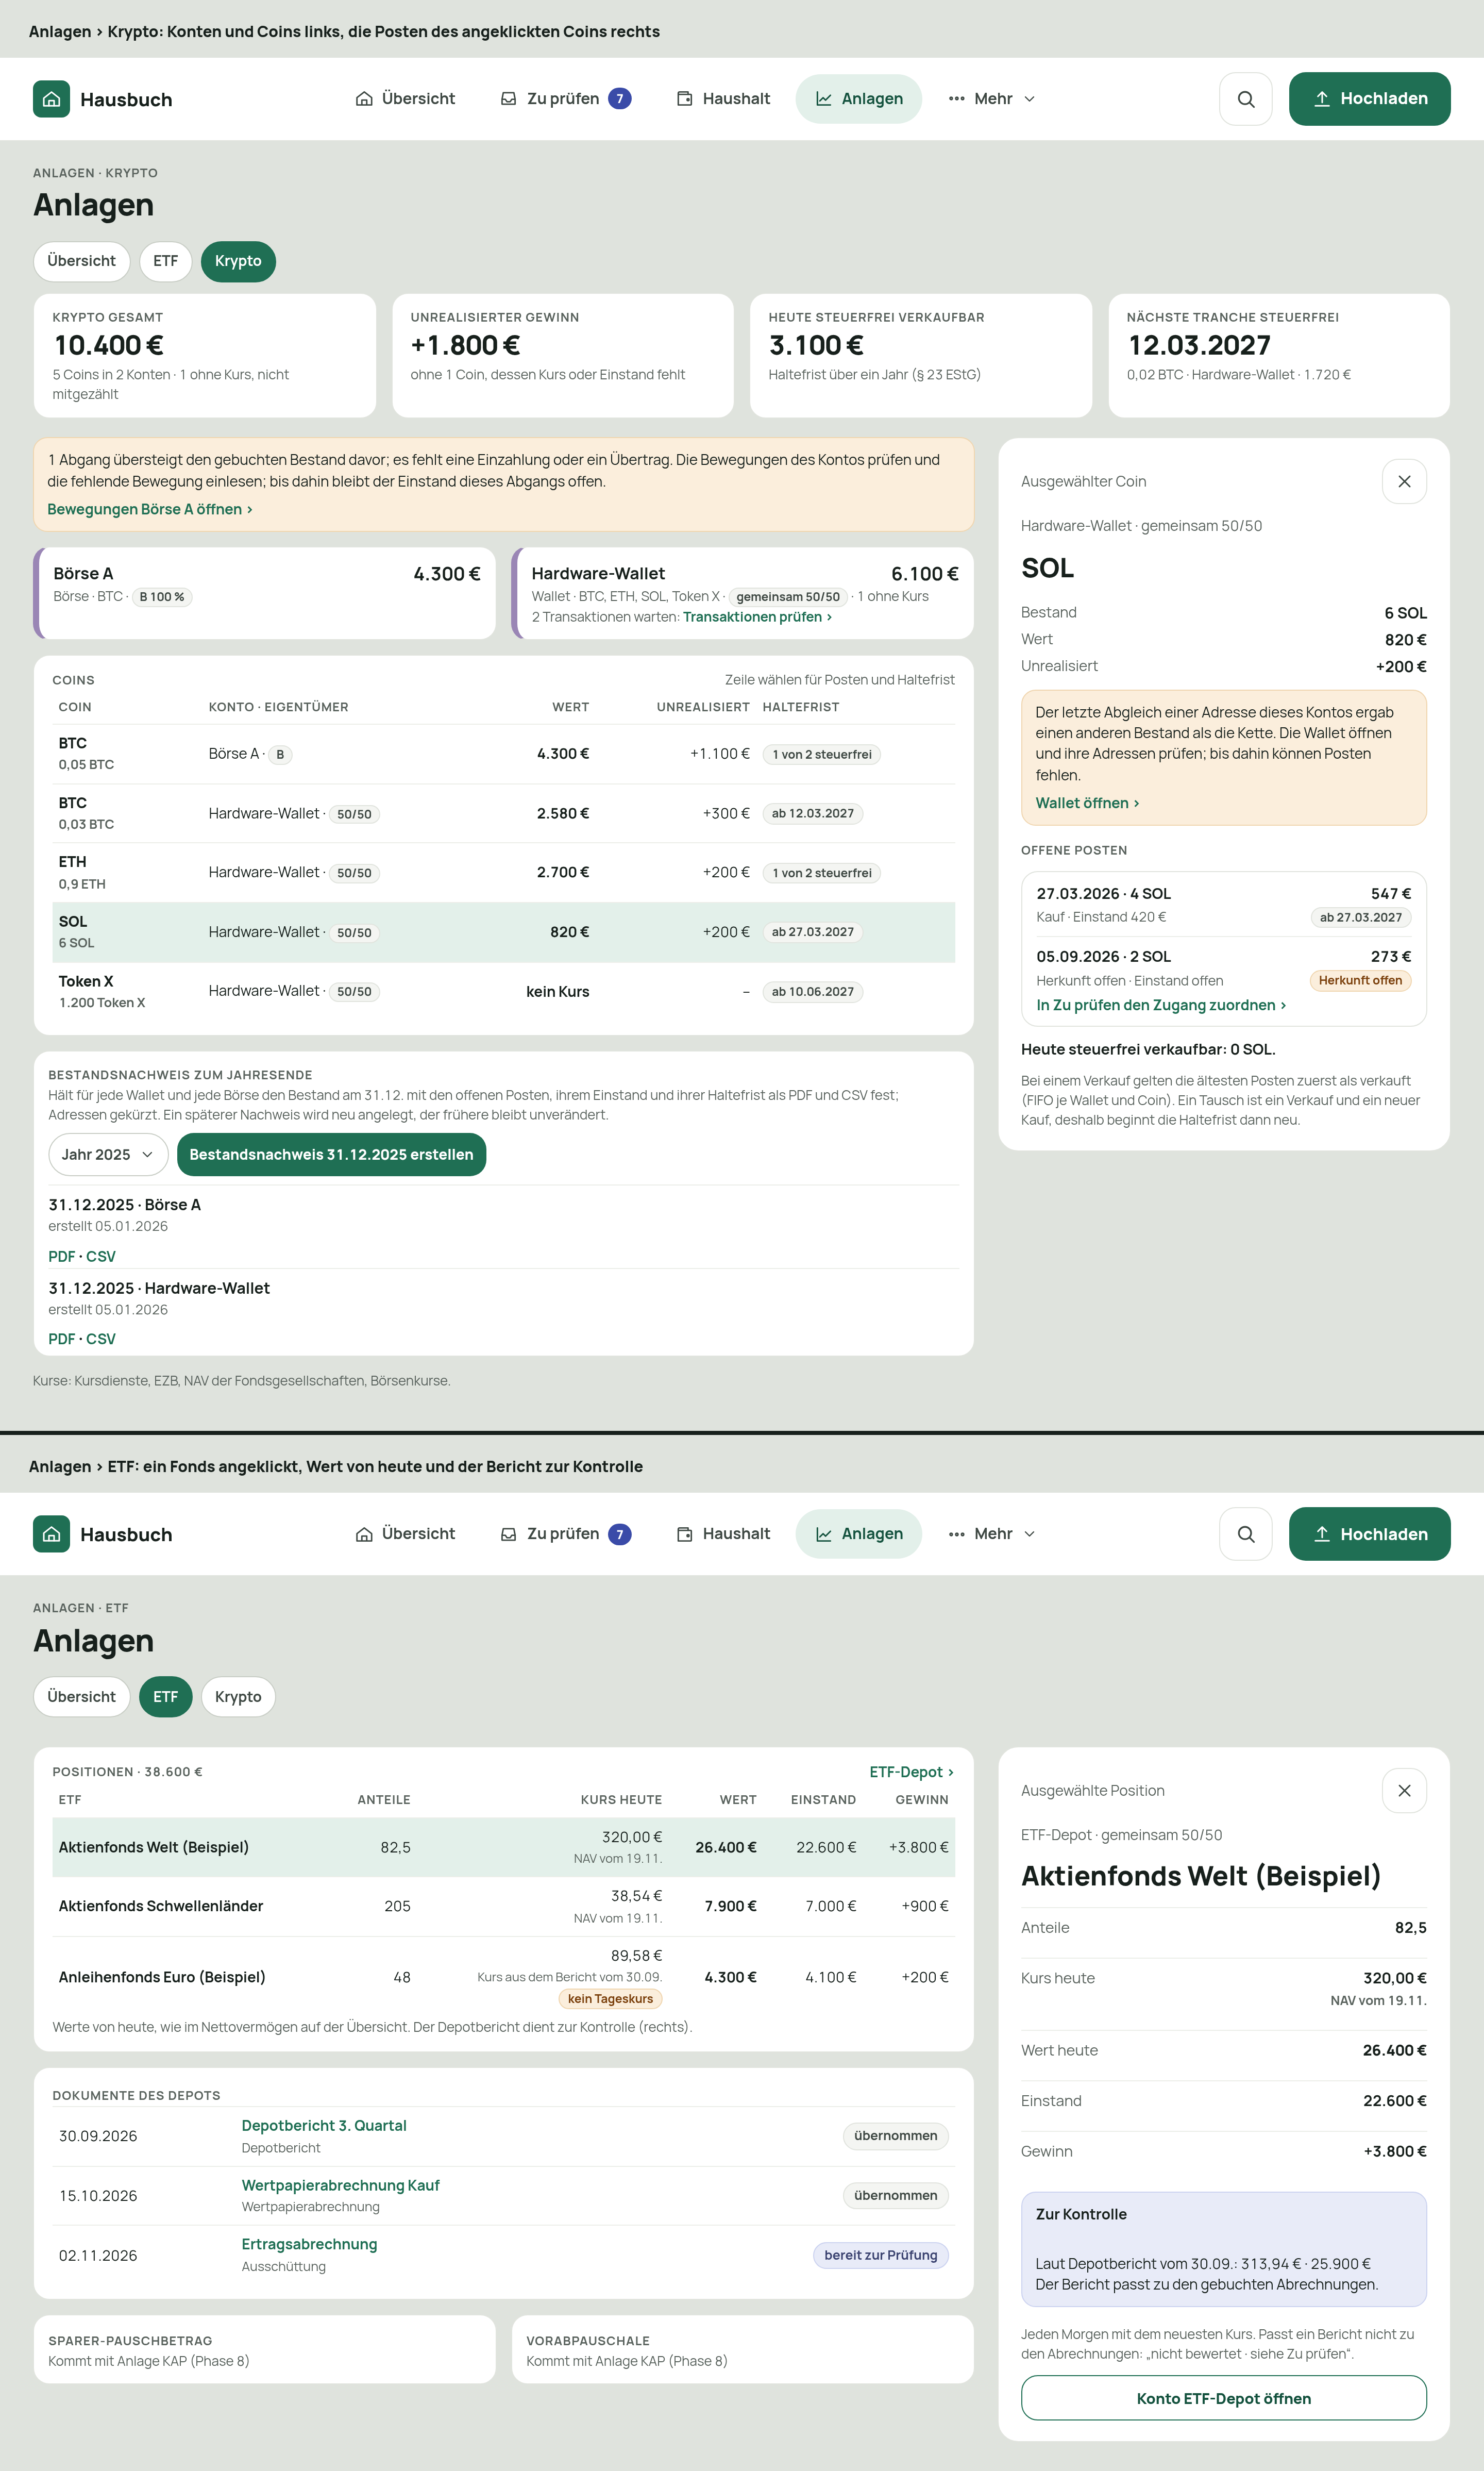 Anlagen › Krypto: Konten und Coins links, die Posten des angeklickten Coins rechts
Hausbuch
Übersicht
Zu prüfen 7
Haushalt
Anlagen
Mehr
Hochladen
ANLAGEN · KRYPTO
Anlagen
Übersicht
ETF
Krypto
KRYPTO GESAMT
10.400 €
5 Coins in 2 Konten · 1 ohne Kurs, nicht
mitgezählt
UNREALISIERTER GEWINN
+1.800 €
ohne 1 Coin, dessen Kurs oder Einstand fehlt
HEUTE STEUERFREI VERKAUFBAR
3.100 €
Haltefrist über ein Jahr (§ 23 EStG)
NÄCHSTE TRANCHE STEUERFREI
12.03.2027
0,02 BTC · Hardware-Wallet · 1.720 €
1 Abgang übersteigt den gebuchten Bestand davor; es fehlt eine Einzahlung oder ein Übertrag. Die Bewegungen des Kontos prüfen und
die fehlende Bewegung einlesen; bis dahin bleibt der Einstand dieses Abgangs offen.
Bewegungen Börse A öffnen ›
Börse A 4.300 €
Börse · BTC · B 100 %
Hardware-Wallet 6.100 €
Wallet · BTC, ETH, SOL, Token X · gemeinsam 50/50 · 1 ohne Kurs
2 Transaktionen warten: Transaktionen prüfen ›
COINS Zeile wählen für Posten und Haltefrist
COIN KONTO · EIGENTÜMER WERT UNREALISIERT HALTEFRIST
BTC
0,05 BTC
Börse A · B 4.300 € +1.100 € 1 von 2 steuerfrei
BTC
0,03 BTC
Hardware-Wallet · 50/50 2.580 € +300 € ab 12.03.2027
ETH
0,9 ETH
Hardware-Wallet · 50/50 2.700 € +200 € 1 von 2 steuerfrei
SOL
6 SOL
Hardware-Wallet · 50/50 820 € +200 € ab 27.03.2027
Token X
1.200 Token X
Hardware-Wallet · 50/50 kein Kurs – ab 10.06.2027
BESTANDSNACHWEIS ZUM JAHRESENDE
Hält für jede Wallet und jede Börse den Bestand am 31.12. mit den offenen Posten, ihrem Einstand und ihrer Haltefrist als PDF und CSV fest;
Adressen gekürzt. Ein späterer Nachweis wird neu angelegt, der frühere bleibt unverändert.
Jahr 2025
Bestandsnachweis 31.12.2025 erstellen
31.12.2025 · Börse A
erstellt 05.01.2026
PDF · CSV
31.12.2025 · Hardware-Wallet
erstellt 05.01.2026
PDF · CSV
Kurse: Kursdienste, EZB, NAV der Fondsgesellschaften, Börsenkurse.
Ausgewählter Coin
Hardware-Wallet · gemeinsam 50/50
SOL
Bestand 6 SOL
Wert 820 €
Unrealisiert +200 €
Der letzte Abgleich einer Adresse dieses Kontos ergab
einen anderen Bestand als die Kette. Die Wallet öffnen
und ihre Adressen prüfen; bis dahin können Posten
fehlen.
Wallet öffnen ›
OFFENE POSTEN
27.03.2026 · 4 SOL 547 €
Kauf · Einstand 420 € ab 27.03.2027
05.09.2026 · 2 SOL 273 €
Herkunft offen · Einstand offen Herkunft offen
In Zu prüfen den Zugang zuordnen ›
Heute steuerfrei verkaufbar: 0 SOL.
Bei einem Verkauf gelten die ältesten Posten zuerst als verkauft
(FIFO je Wallet und Coin). Ein Tausch ist ein Verkauf und ein neuer
Kauf, deshalb beginnt die Haltefrist dann neu.
Anlagen › ETF: ein Fonds angeklickt, Wert von heute und der Bericht zur Kontrolle
Hausbuch
Übersicht
Zu prüfen 7
Haushalt
Anlagen
Mehr
Hochladen
ANLAGEN · ETF
Anlagen
Übersicht
ETF
Krypto
POSITIONEN · 38.600 € ETF-Depot ›
ETF ANTEILE KURS HEUTE WERT EINSTAND GEWINN
Aktienfonds Welt (Beispiel) 82,5 320,00 € 26.400 € 22.600 € +3.800 €
NAV vom 19.11.
Aktienfonds Schwellenländer 205 38,54 € 7.900 € 7.000 € +900 €
NAV vom 19.11.
Anleihenfonds Euro (Beispiel) 48 89,58 € 4.300 € 4.100 € +200 €
Kurs aus dem Bericht vom 30.09.
kein Tageskurs
Werte von heute, wie im Nettovermögen auf der Übersicht. Der Depotbericht dient zur Kontrolle (rechts).
DOKUMENTE DES DEPOTS
30.09.2026 Depotbericht 3. Quartal übernommen
Depotbericht
15.10.2026 Wertpapierabrechnung Kauf übernommen
Wertpapierabrechnung
02.11.2026 Ertragsabrechnung bereit zur Prüfung
Ausschüttung
SPARER-PAUSCHBETRAG
Kommt mit Anlage KAP (Phase 8)
VORABPAUSCHALE
Kommt mit Anlage KAP (Phase 8)
Ausgewählte Position
ETF-Depot · gemeinsam 50/50
Aktienfonds Welt (Beispiel)
Anteile 82,5
Kurs heute 320,00 €
NAV vom 19.11.
Wert heute 26.400 €
Einstand 22.600 €
Gewinn +3.800 €
Zur Kontrolle
Laut Depotbericht vom 30.09.: 313,94 € · 25.900 €
Der Bericht passt zu den gebuchten Abrechnungen.
Jeden Morgen mit dem neuesten Kurs. Passt ein Bericht nicht zu
den Abrechnungen: „nicht bewertet · siehe Zu prüfen“.
Konto ETF-Depot öffnen